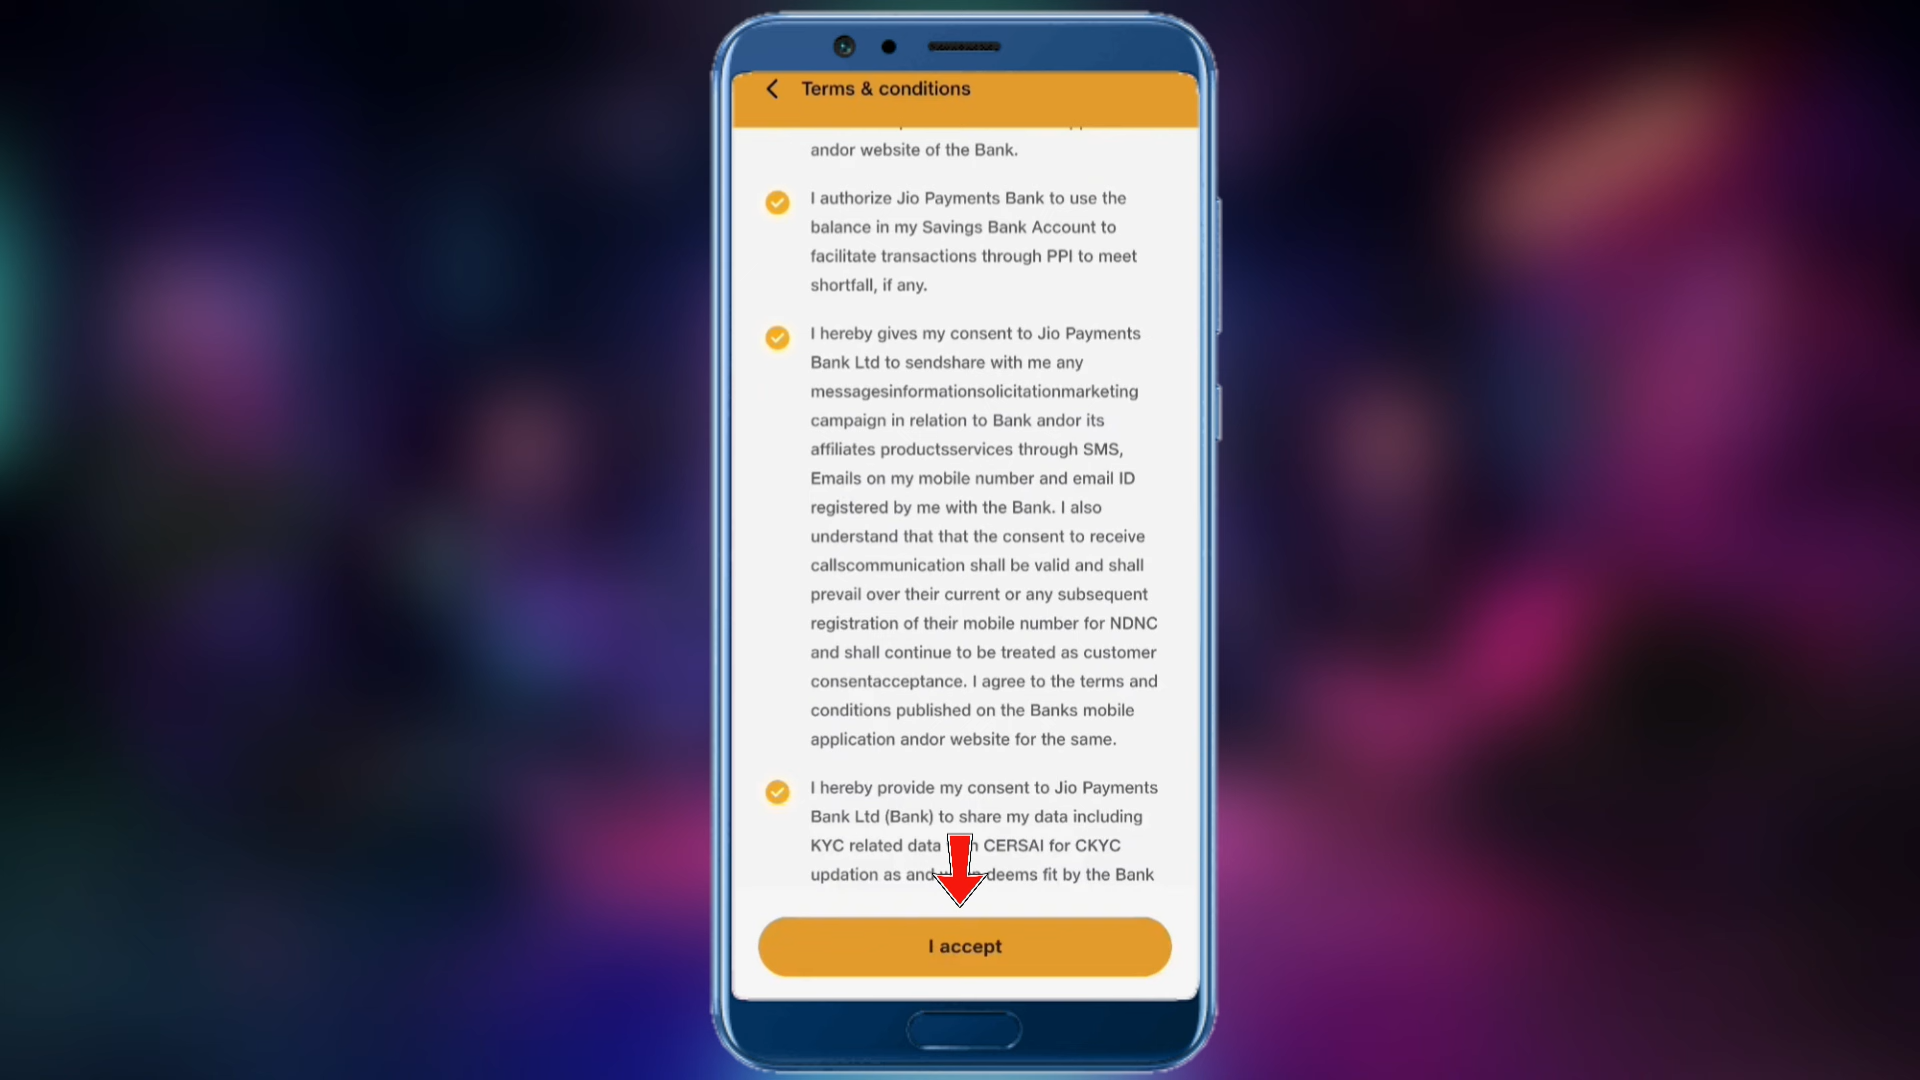 Terms & conditions
andor website of the Bank.
I authorize Jio Payments Bank to use the
balance in my Savings Bank Account to
facilitate transactions through PPI to meet
shortfall, if any.
I hereby gives my consent to Jio Payments
Bank Ltd to sendshare with me any
messagesinformationsolicitationmarketing
campaign in relation to Bank andor its
affiliates productsservices through SMS,
Emails on my mobile number and email ID
registered by me with the Bank. I also
understand that that the consent to receive
callscommunication shall be valid and shall
prevail over their current or any subsequent
registration of their mobile number for NDNC
and shall continue to be treated as customer
consentacceptance. I agree to the terms and
conditions published on the Banks mobile
application andor website for the same.
I hereby provide my consent to Jio Payments
Bank Ltd (Bank) to share my data including
KYC related data CERSAI for CKYC
updation as and deems fit by the Bank
I accept